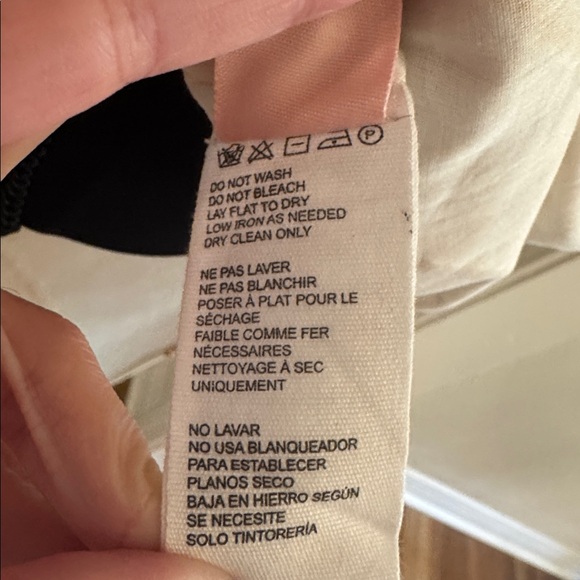 P
DO NOT WASH
DO NOT BLEACH
LAY FLAT TO DRY
LOW IRON AS NEEDED
DRY CLEAN ONLY
NE PAS LAVER
NE PAS BLANCHIR
POSER À PLAT POUR LE
SÉCHAGE
FAIBLE COMME FER
NÉCESSAIRES
NETTOYAGE À SEC
UNIQUEMENT
NO LAVAR
NO USA BLANQUEADOR
PARA ESTABLECER
PLANOS SECO
BAJA EN HIERRO SEGÚN
SE NECESITE
SOLO TINTORERÍA